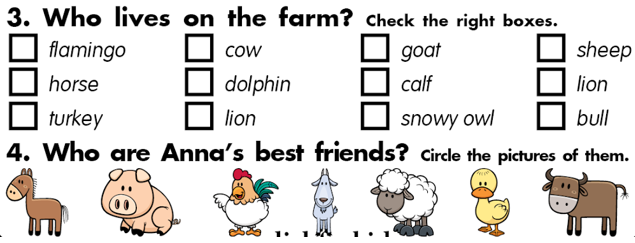 3. Who lives on the farm? Check the right boxes.
flamingo cow goat sheep
horse dolphin calf lion
turkey lion snowy owl bull
4. Who are Anna's best friends? Circle the pictures of them.